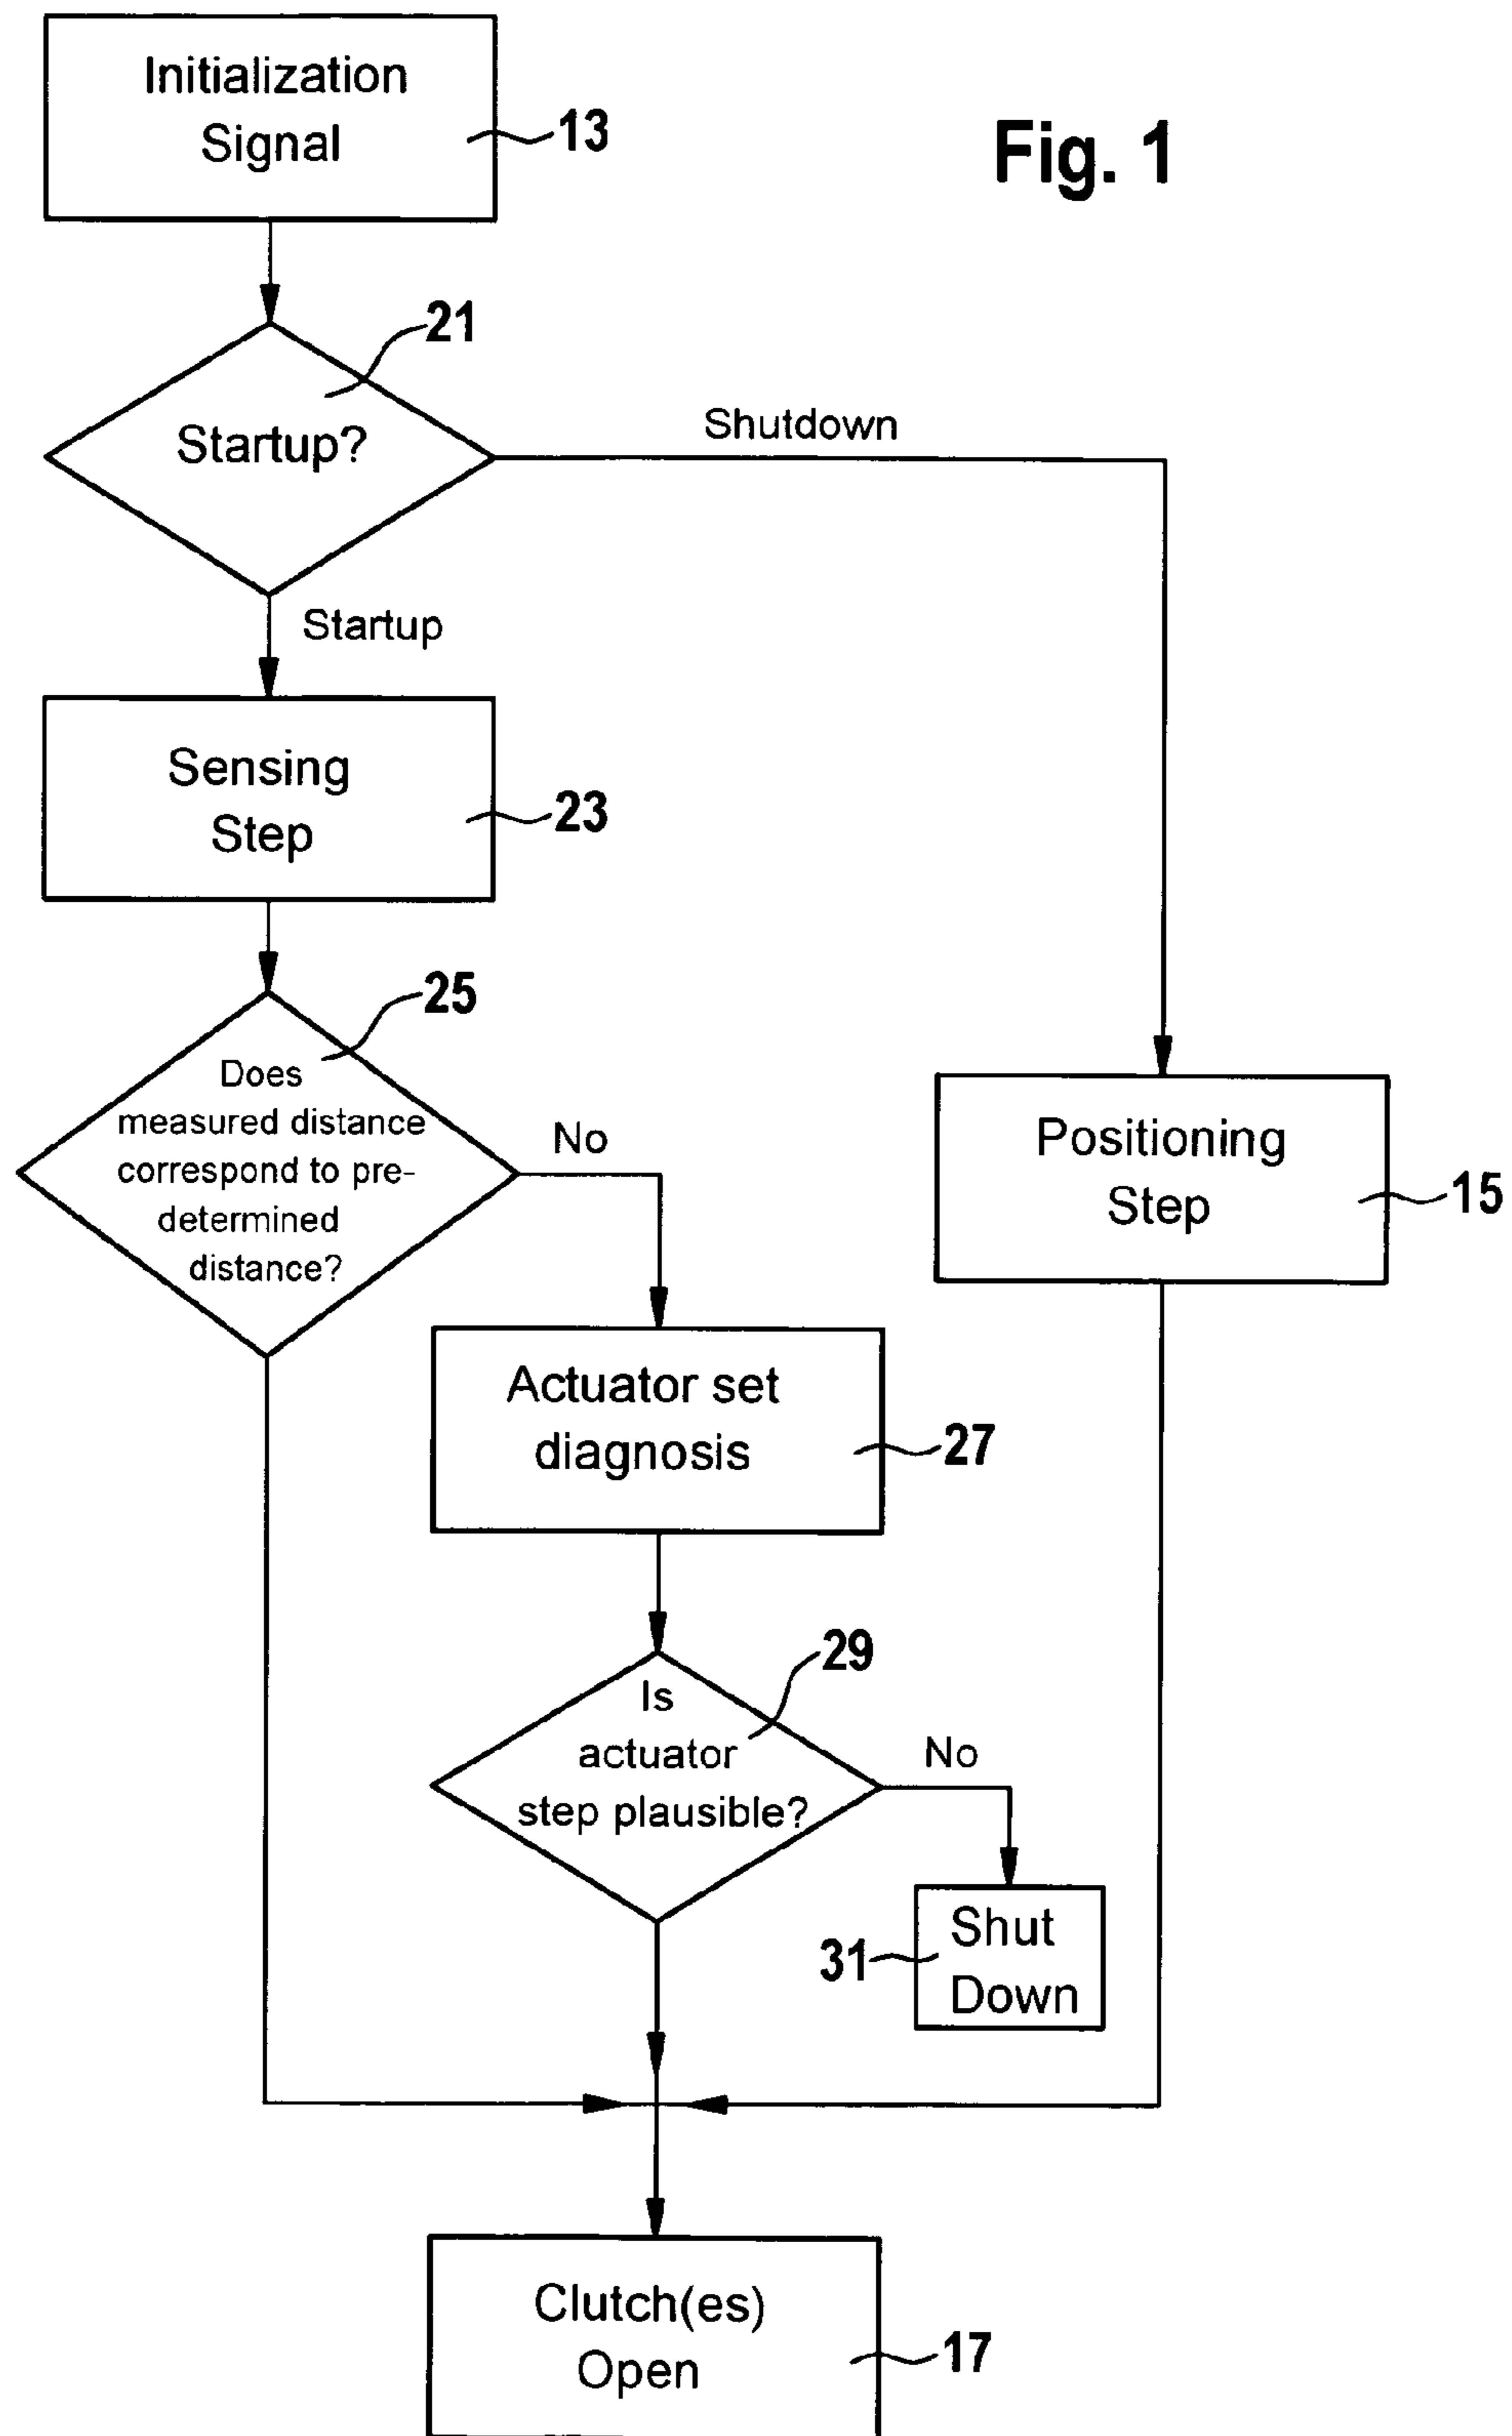 Initialization
Signal
13
Fig. 1
21
Startup?
Shutdown
Startup
Sensing
Step
23
25
Does
measured distance
correspond to pre-
determined
distance?
No
Positioning
Step
15
Actuator set
diagnosis
27
29
Is
actuator
step plausible?
No
31
Shut
Down
Clutch(es)
Open
17